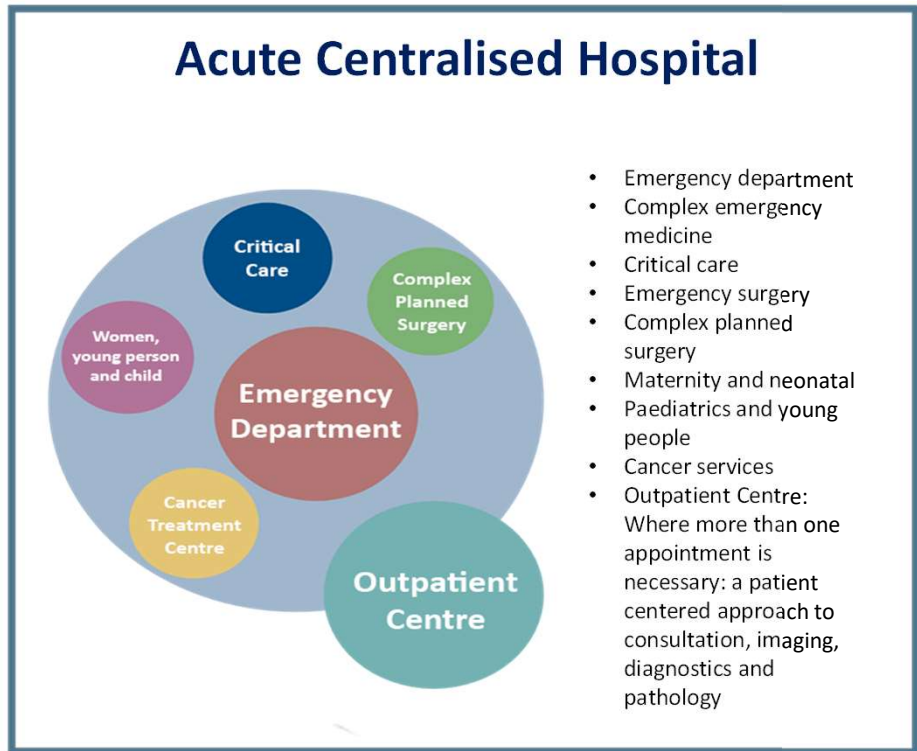 Acute Centralised Hospital
Critical
Care
Complex
Planned
Surgery
Women,
young person
and child
Emergency
Department
Cancer
Treatment
Centre
Outpatient
Centre
• Emergency department
• Complex emergency
medicine
• Critical care
• Emergency surgery
• Complex planned
surgery
• Maternity and neonatal
• Paediatrics and young
people
• Cancer services
• Outpatient Centre:
Where more than one
appointment is
necessary: a patient
centered approach to
consultation, imaging,
diagnostics and
pathology